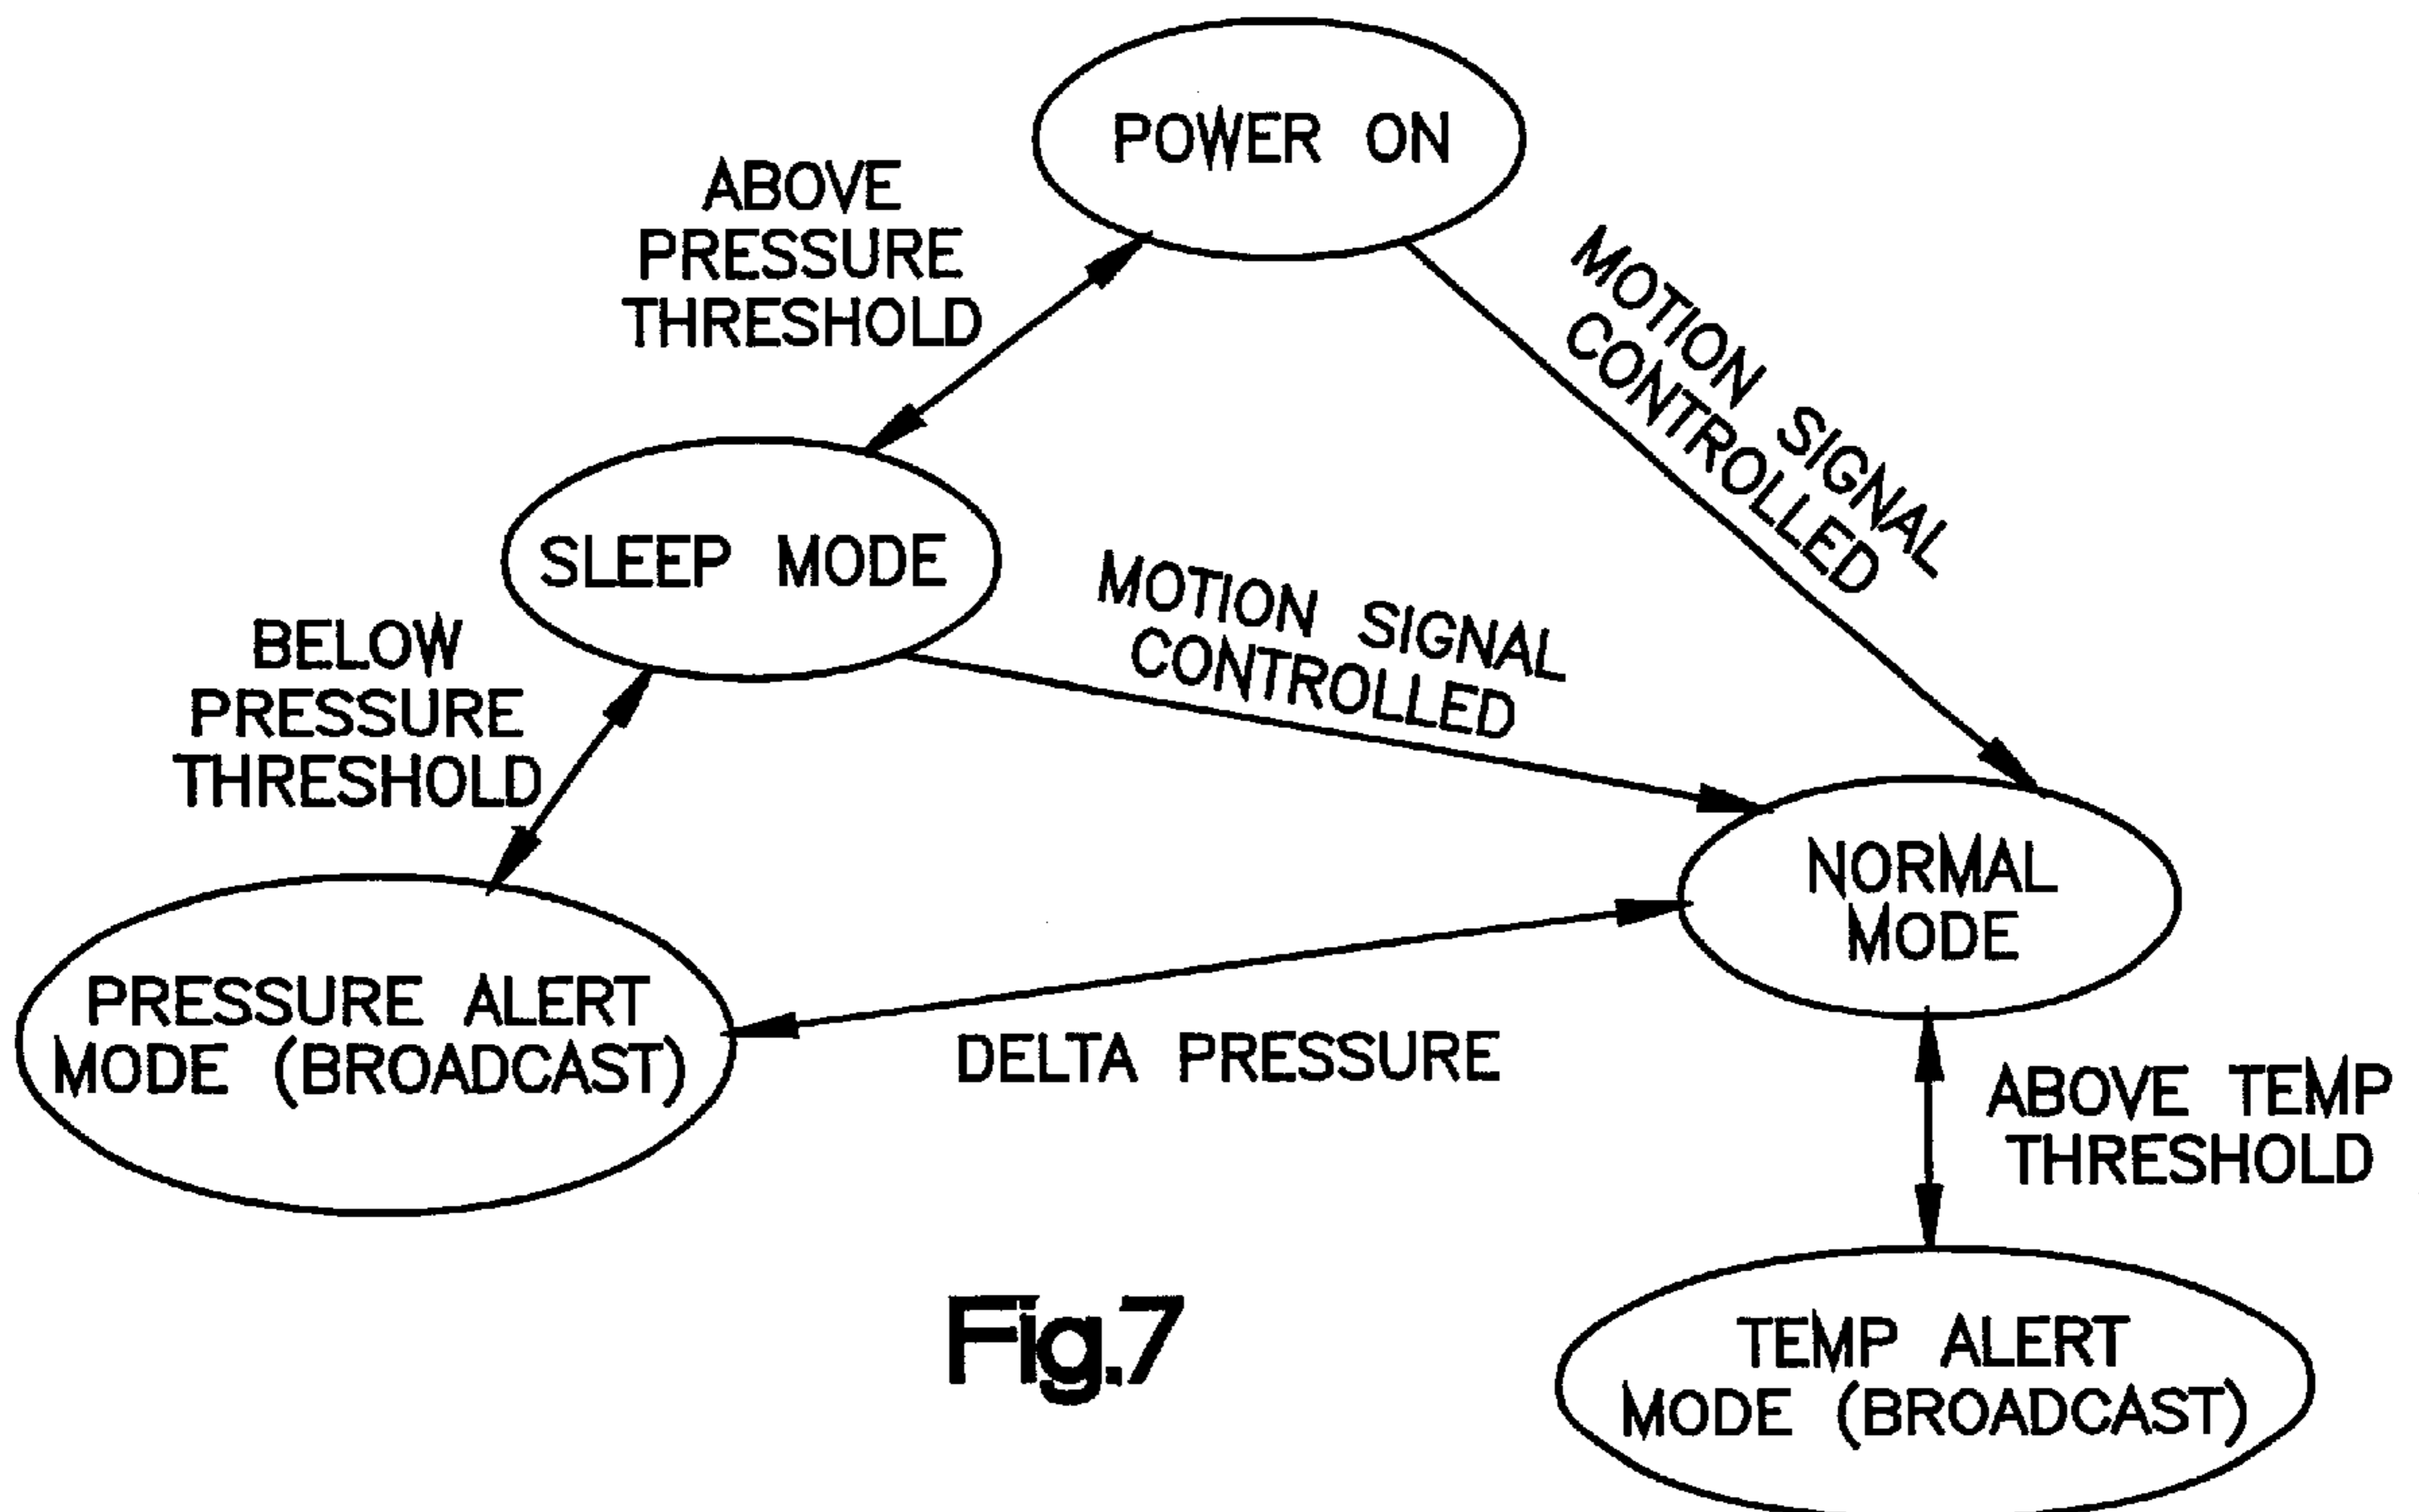 POWER ON
ABOVE
PRESSURE
THRESHOLD
MOTION SIGNAL
CONTROLLED
SLEEP MODE
MOTION SIGNAL
CONTROLLED
BELOW
PRESSURE
THRESHOLD
NORMAL
MODE
PRESSURE ALERT
MODE (BROADCAST)
DELTA PRESSURE
ABOVE TEMP
THRESHOLD
TEMP ALERT
MODE (BROADCAST)
Fig.7